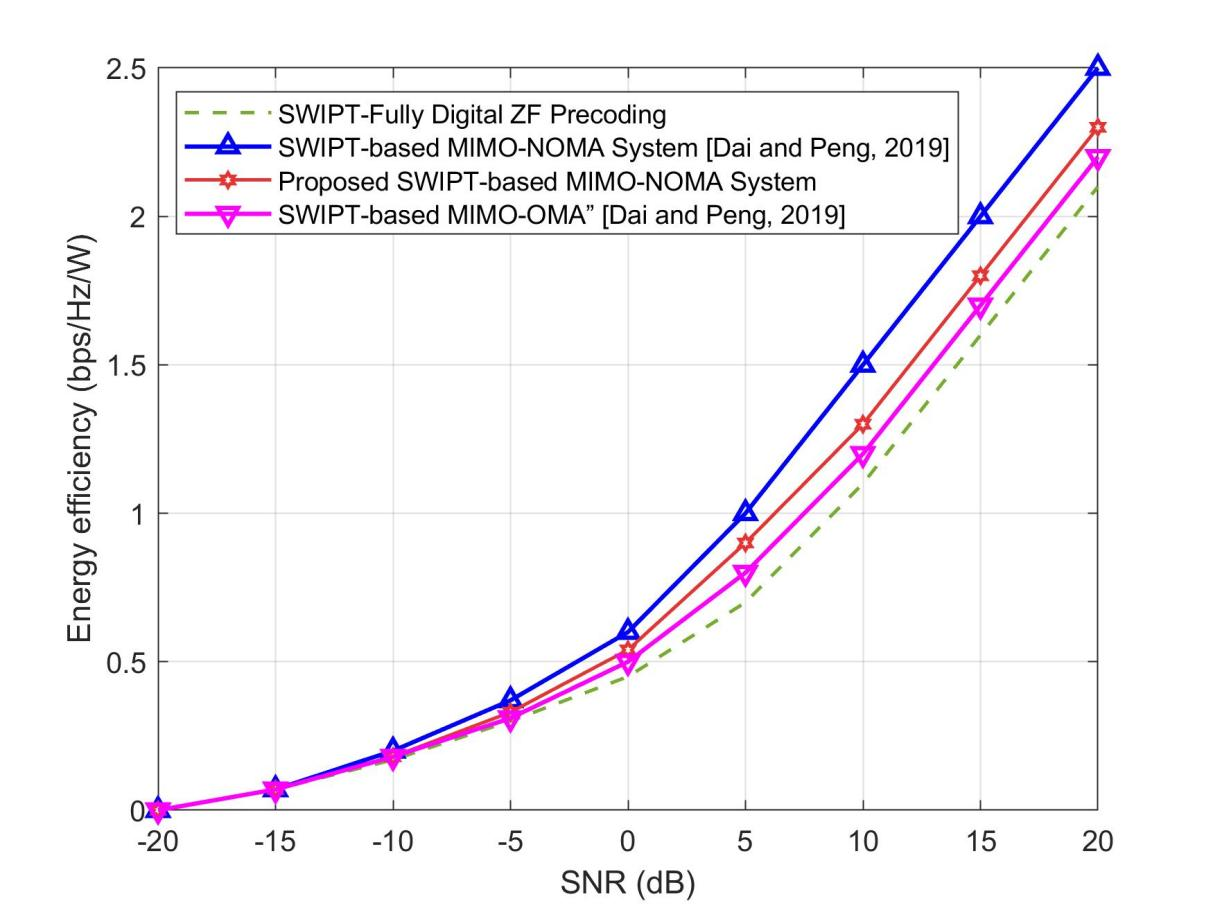 SWIPT-Fully Digital ZF Precoding
SWIPT-based MIMO-NOMA System [Dai and Peng, 2019]
Proposed SWIPT-based MIMO-NOMA System
SWIPT-based MIMO-OMA” [Dai and Peng, 2019]
Energy efficiency (bps/Hz/W)
2.5
2
1.5
1
0.5
0
-20 -15 -10 -5 0 5 10 15 20
SNR (dB)